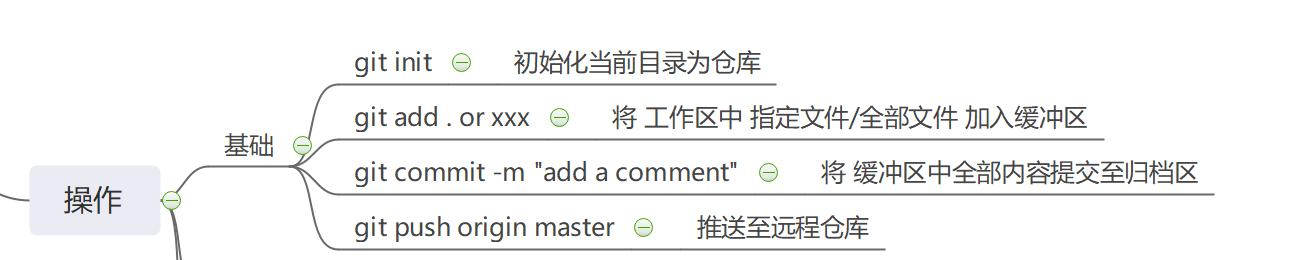 操作
基础
git init 初始化当前目录为仓库
git add . or xxx 将 工作区中 指定文件/全部文件 加入缓冲区
git commit -m "add a comment" 将 缓冲区中全部内容提交至归档区
git push origin master 推送至远程仓库